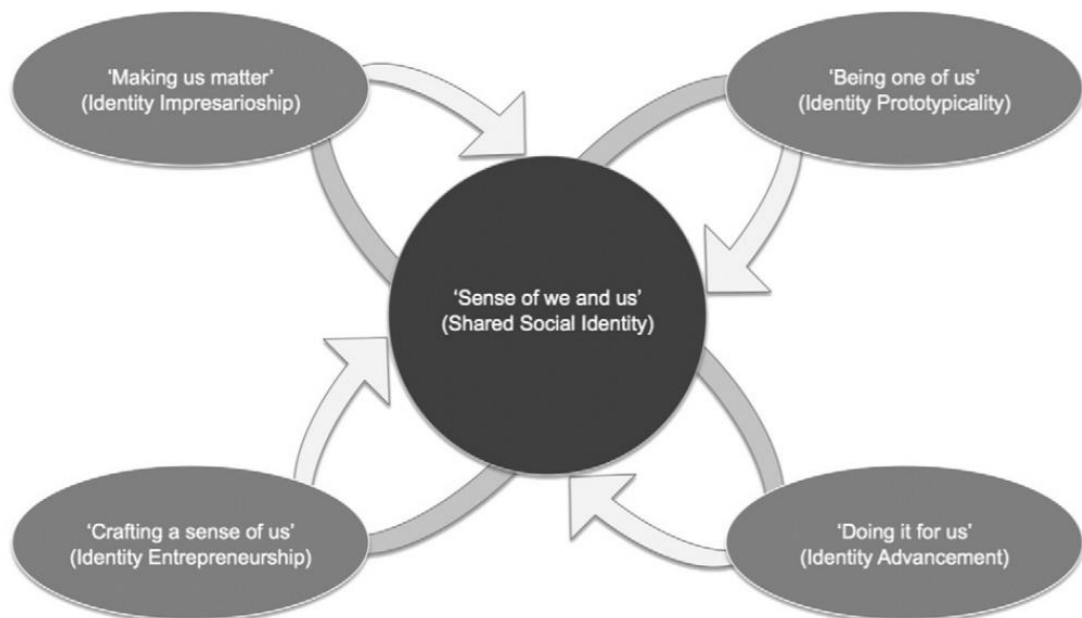 ‘Making us matter’
(Identity Impresarioship)
‘Being one of us’
(Identity Prototypicality)
‘Sense of we and us’
(Shared Social Identity)
‘Crafting a sense of us’
(Identity Entrepreneurship)
‘Doing it for us’
(Identity Advancement)